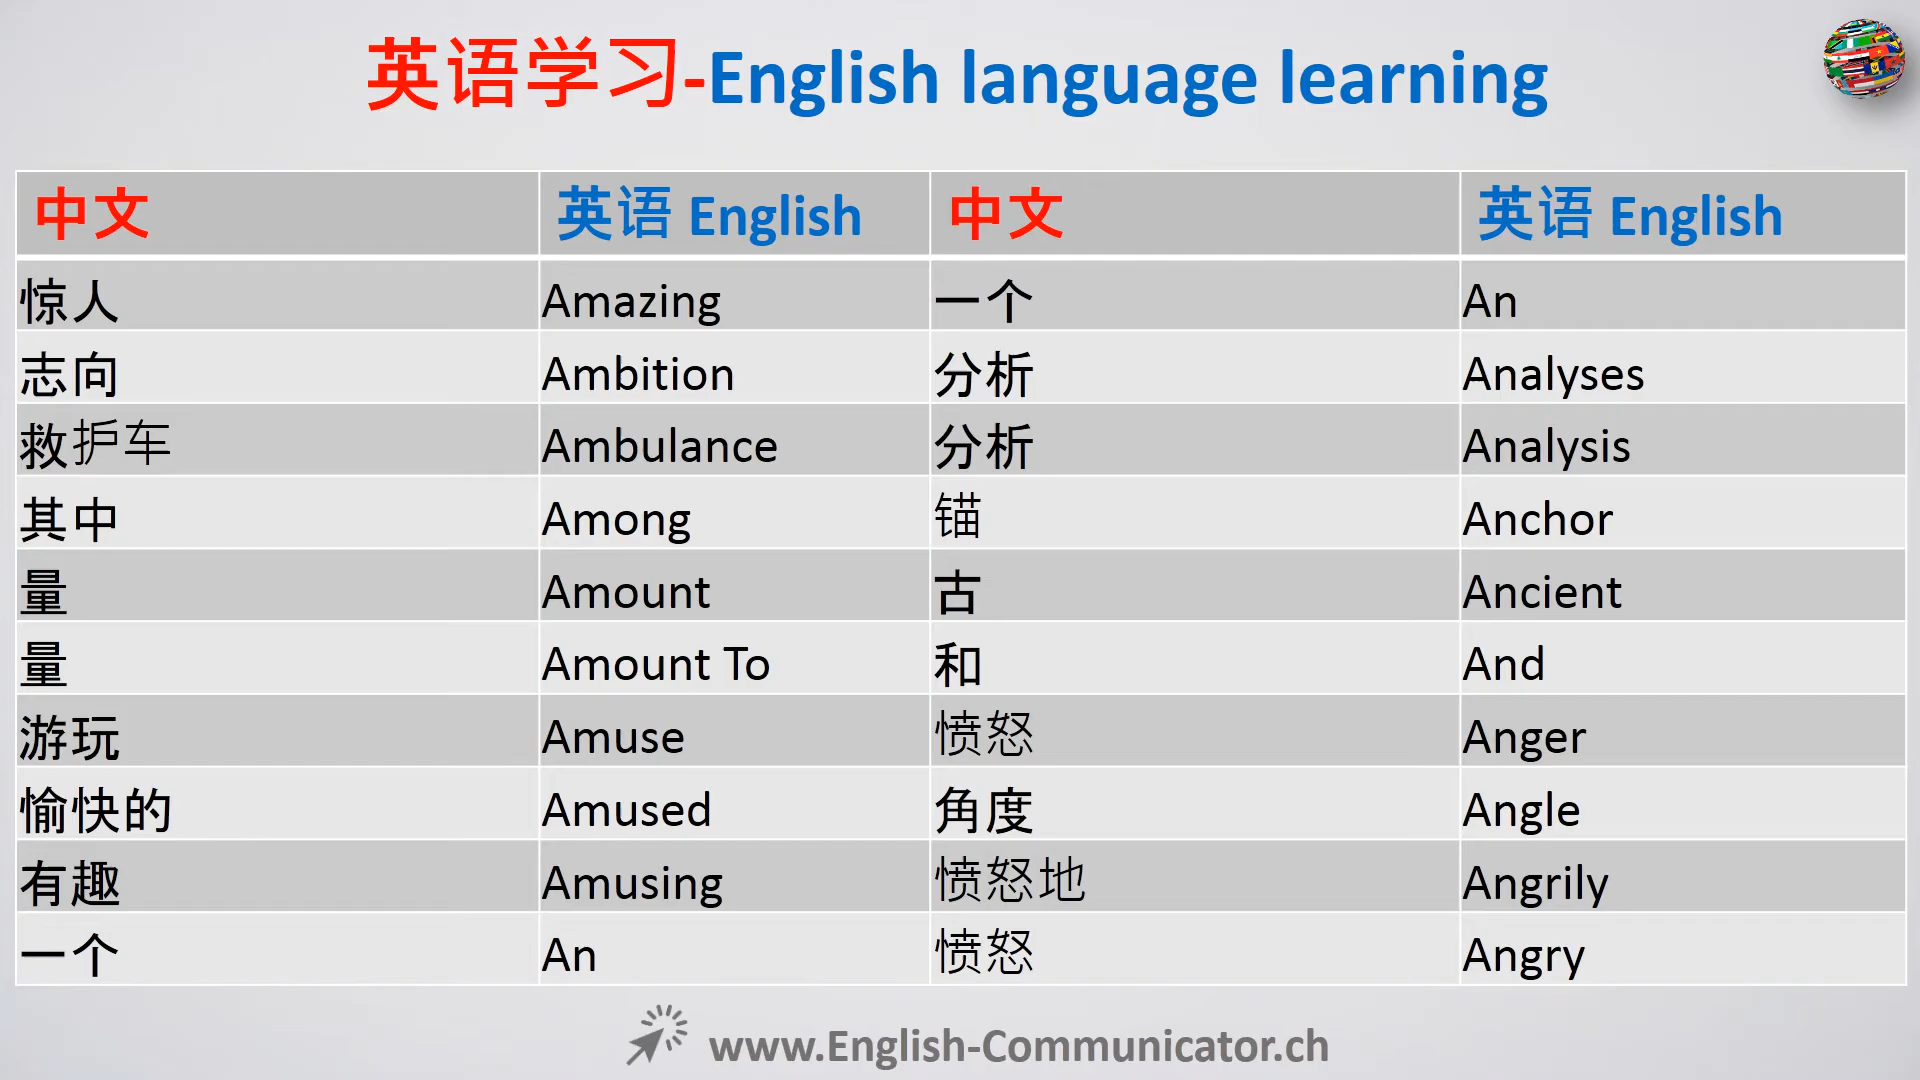 英语学习-English language learning
中文 英语 English 中文 英语 English
惊人 Amazing 一个 An
志向 Ambition 分析 Analyses
救护车 Ambulance 分析 Analysis
其中 Among 锚 Anchor
量 Amount 古 Ancient
量 Amount To 和 And
游玩 Amuse 愤怒 Anger
愉快的 Amused 角度 Angle
有趣 Amusing 愤怒地 Angrily
一个 An 愤怒 Angry
www.English-Communicator.ch